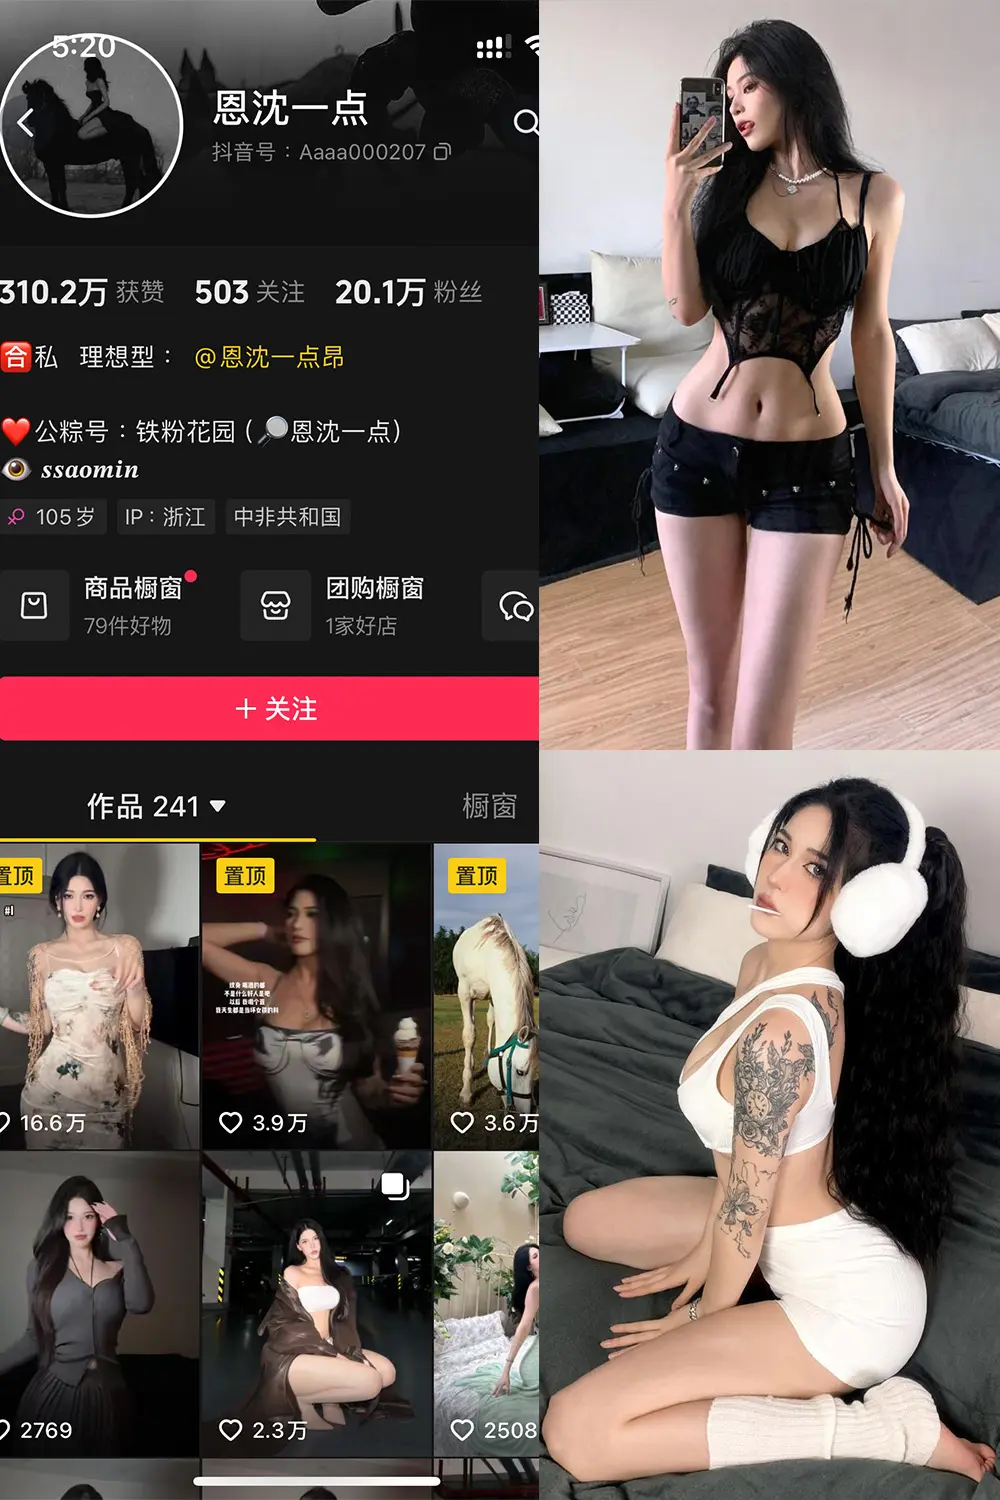 5:20
恩沈一点
抖音号：Aaaa000207
310.2万 获赞 503 关注 20.1万 粉丝
合 私 理想型： @恩沈一点昂
公粽号：铁粉花园 (恩沈一点)
ssaomin
105岁 IP：浙江 中非共和国
商品橱窗 团购橱窗
79件好物 1家好店
+ 关注
作品 241 橱窗
置顶 置顶 置顶
#1
16.6万 3.9万 3.6万
2769 2.3万 2508